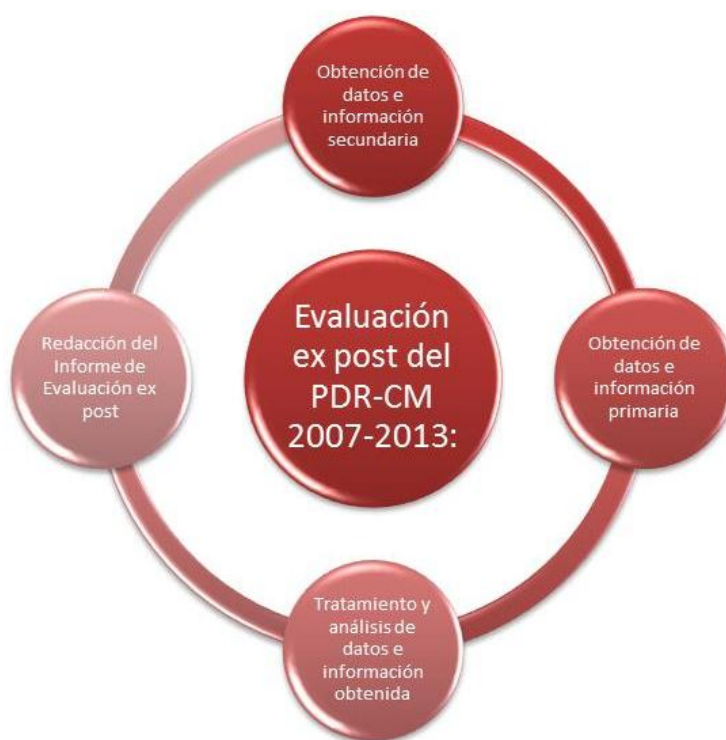 Obtención de
datos e
información
secundaria
Evaluación
ex post del
PDR-CM
2007-2013:
Obtención de
datos e
información
primaria
Tratamiento y
análisis de
datos e
información
obtenida
Redacción del
Informe de
Evaluación ex
post